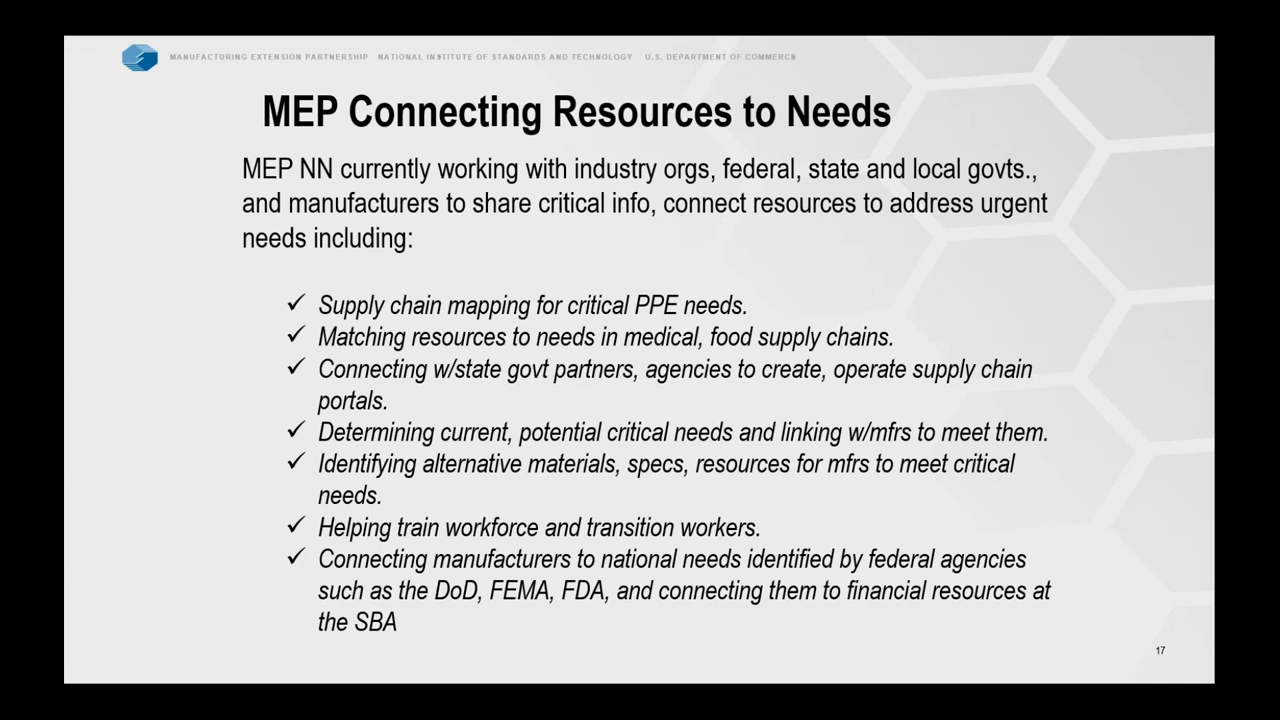 MANUFACTURING EXTENSION PARTNERSHIP NATIONAL INSTITUTE OF STANDARDS AND TECHNOLOGY U.S. DEPARTMENT OF COMMERCE
MEP Connecting Resources to Needs
MEP NN currently working with industry orgs, federal, state and local govts.,
and manufacturers to share critical info, connect resources to address urgent
needs including:
✓ Supply chain mapping for critical PPE needs.
✓ Matching resources to needs in medical, food supply chains.
✓ Connecting w/state govt partners, agencies to create, operate supply chain
portals.
✓ Determining current, potential critical needs and linking w/mfrs to meet them.
✓ Identifying alternative materials, specs, resources for mfrs to meet critical
needs.
✓ Helping train workforce and transition workers.
✓ Connecting manufacturers to national needs identified by federal agencies
such as the DoD, FEMA, FDA, and connecting them to financial resources at
the SBA
17